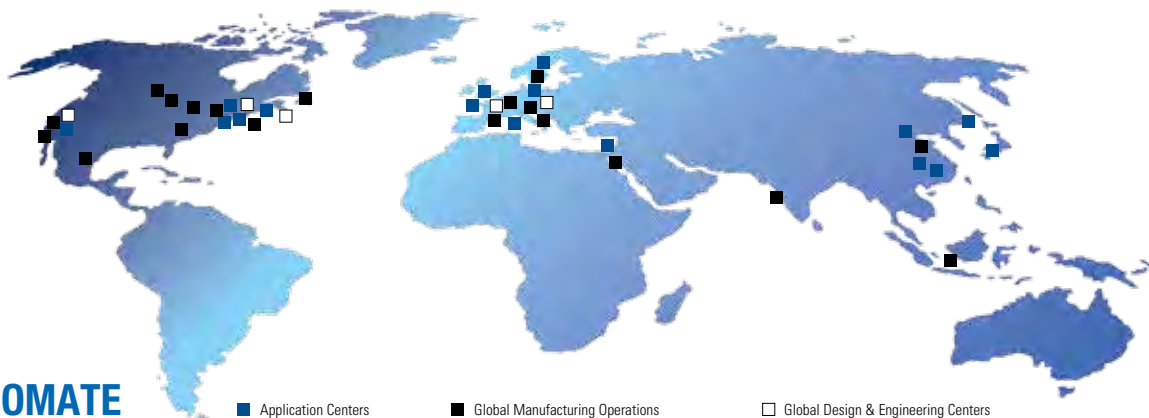 OMATE
Application Centers
Global Manufacturing Operations
Global Design & Engineering Centers